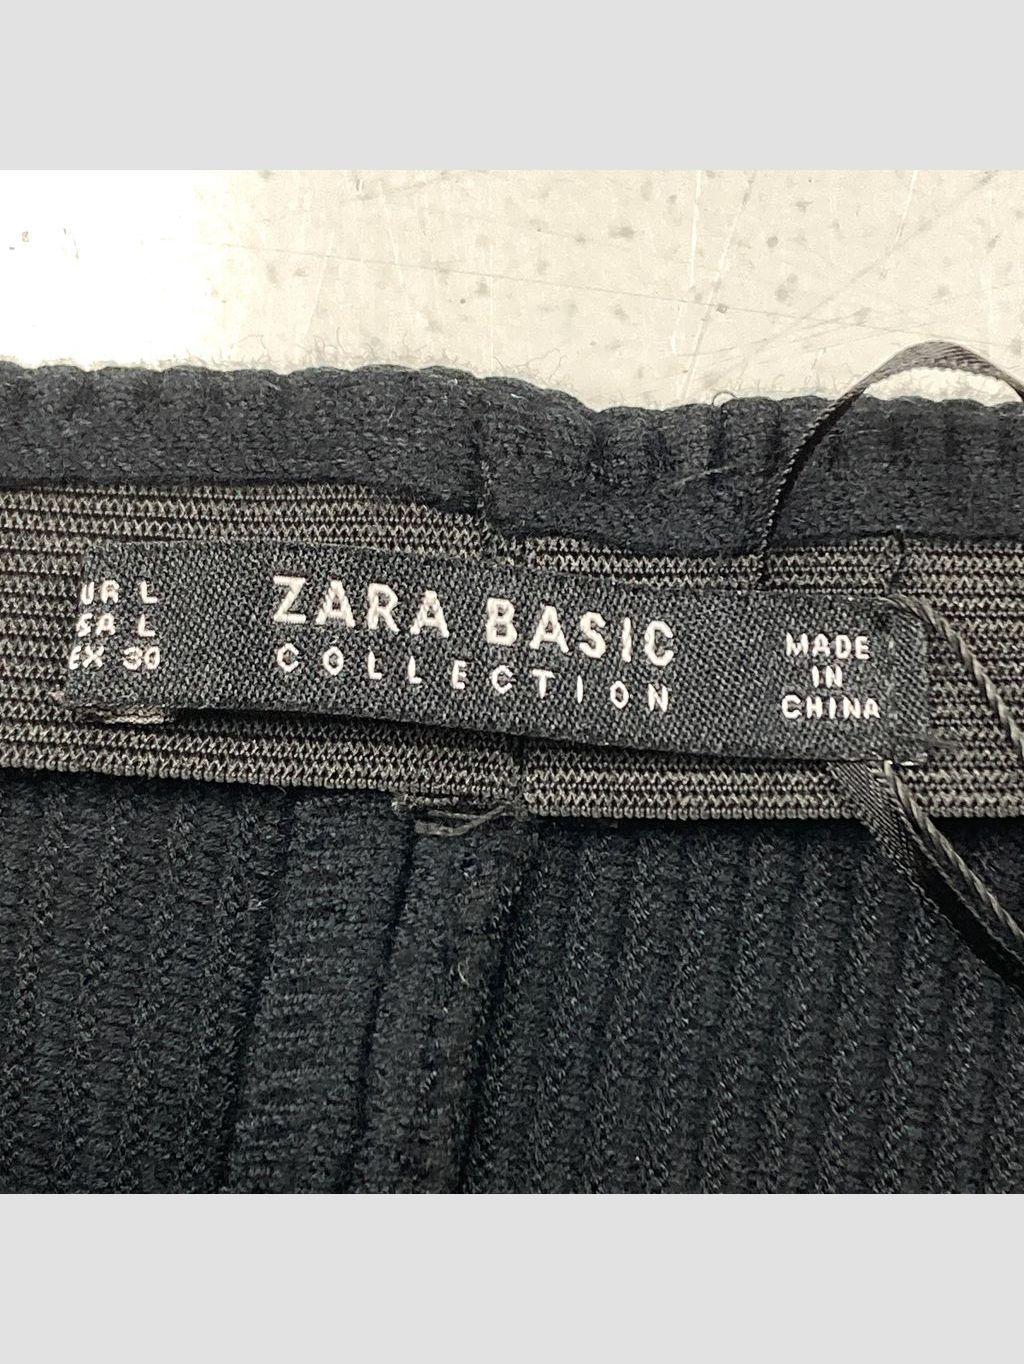 UR L
SA L
EX 30
ZARA BASIC
COLLECTION
MADE
IN
CHINA